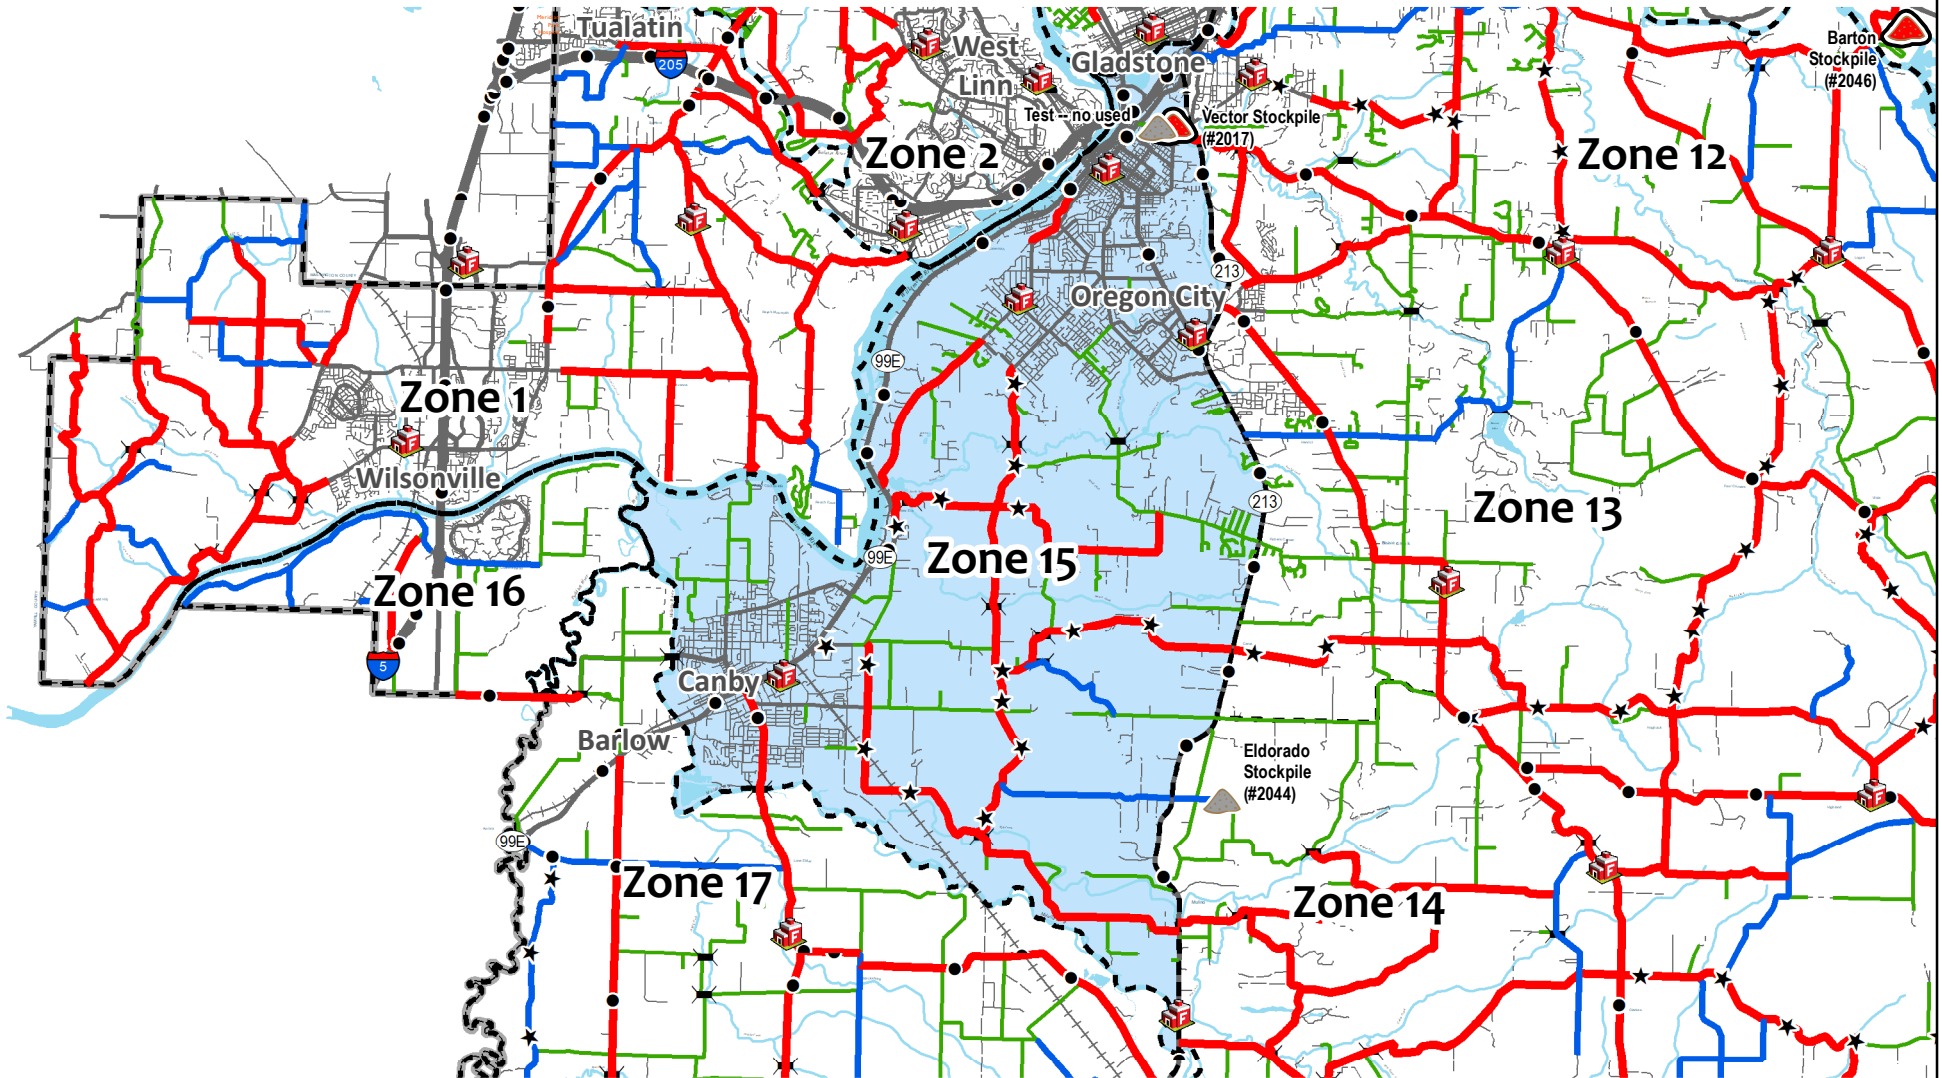 Tualatin
205
West
Linn
Gladstone
Barton
Stockpile
(#2046)
Test -- no used
Vector Stockpile
(#2017)
Zone 2
Zone 12
213
Oregon City
99E
Zone 1
Wilsonville
213
Zone 13
99E
Zone 15
Zone 16
5
Canby
Barlow
Eldorado
Stockpile
(#2044)
99E
Zone 17
Zone 14